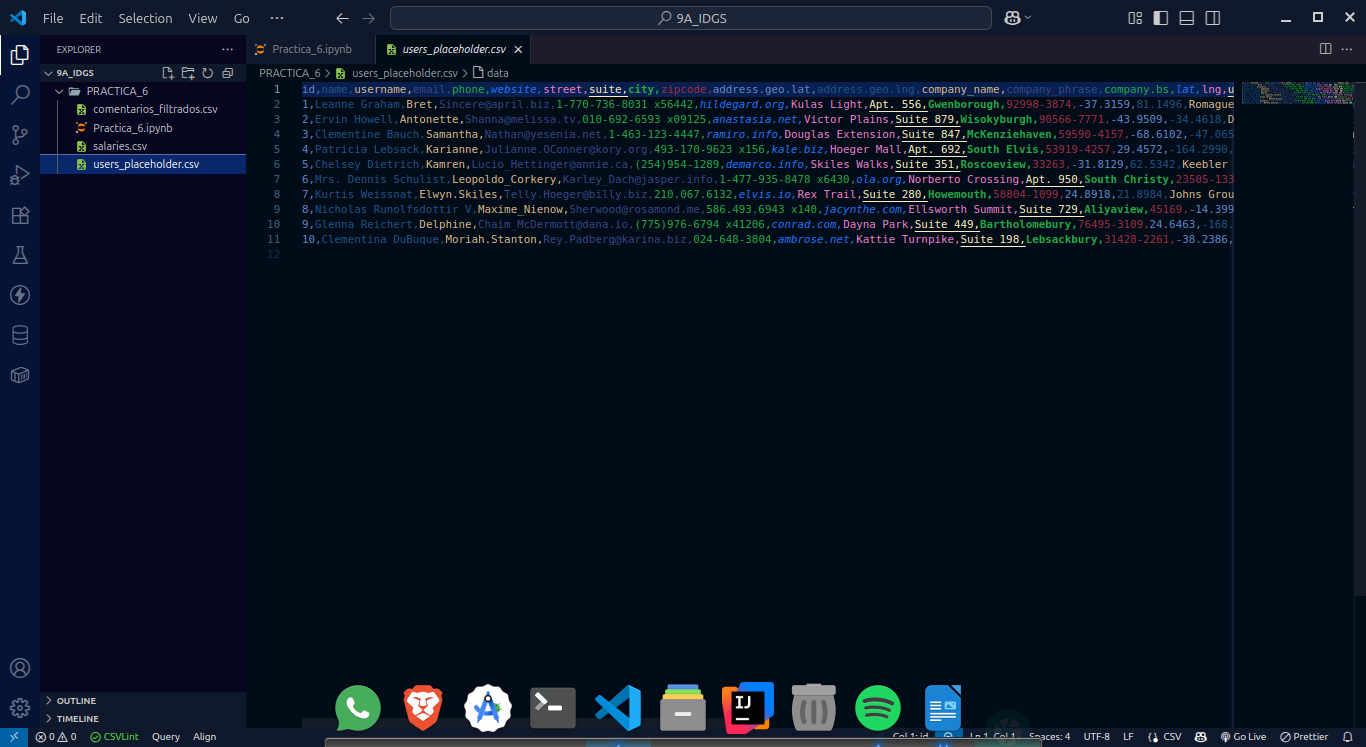 File Edit Selection View Go ··· 9A_IDGS
EXPLORER ···
Practica_6.ipynb users_placeholder.csv
9A_IDGS
PRACTICA_6
comentarios_filtrados.csv
Practica_6.ipynb
salaries.csv
users_placeholder.csv
PRACTICA_6 > users_placeholder.csv > data
1 id,name,username,email,phone,website,street,suite,city,zipcode,address.geo.lat,address.geo.lng,company_name,company_phrase,company.bs,lat,lng,u
2 1,Leanne Graham,Bret,Sincere@april.biz,1-770-736-8031 x56442,hildegard.org,Kulas Light,Apt. 556,Gwenborough,92998-3874,-37.3159,81.1496,Romague
3 2,Ervin Howell,Antonette,Shanna@melissa.tv,010-692-6593 x09125,anastasia.net,Victor Plains,Suite 879,Wisokyburgh,90566-7771,-43.9509,-34.4618,D
4 3,Clementine Bauch,Samantha,Nathan@yesenia.net,1-463-123-4447,ramiro.info,Douglas Extension,Suite 847,McKenziehaven,59590-4157,-68.6102,-47.065
5 4,Patricia Lebsack,Karianne,Julianne.OConner@kory.org,493-170-9623 x156,kale.biz,Hoeger Mall,Apt. 692,South Elvis,53919-4257,29.4572,-164.2990,
6 5,Chelsey Dietrich,Kamren,Lucio_Hettinger@annie.ca,(254)954-1289,demarco.info,Skiles Walks,Suite 351,Roscoeview,33263,-31.8129,62.5342,Keebler
7 6,Mrs. Dennis Schulist,Leopoldo_Corkery,Karley_Dach@jasper.info,1-477-935-8478 x6430,ola.org,Norberto Crossing,Apt. 950,South Christy,23505-133
8 7,Kurtis Weissnat,Elwyn.Skiles,Telly.Hoeger@billy.biz,210.067.6132,elvis.io,Rex Trail,Suite 280,Howemouth,58804-1099,24.8918,21.8984,Johns Grou
9 8,Nicholas Runolfsdottir V,Maxime_Nienow,Sherwood@rosamond.me,586.493.6943 x140,jacynthe.com,Ellsworth Summit,Suite 729,Aliyaview,45169,-14.399
10 9,Glenna Reichert,Delphine,Chaim_McDermott@dana.io,(775)976-6794 x41206,conrad.com,Dayna Park,Suite 449,Bartholomebury,76495-3109,24.6463,-168.
11 10,Clementina DuBuque,Moriah.Stanton,Rey.Padberg@karina.biz,024-648-3804,ambrose.net,Kattie Turnpike,Suite 198,Lebsackbury,31428-2261,-38.2386,
12
OUTLINE
TIMELINE
IJ
0 0 CSVLint Query Align Col 1: id Ln 1, Col 1 Spaces: 4 UTF-8 LF CSV Go Live Prettier